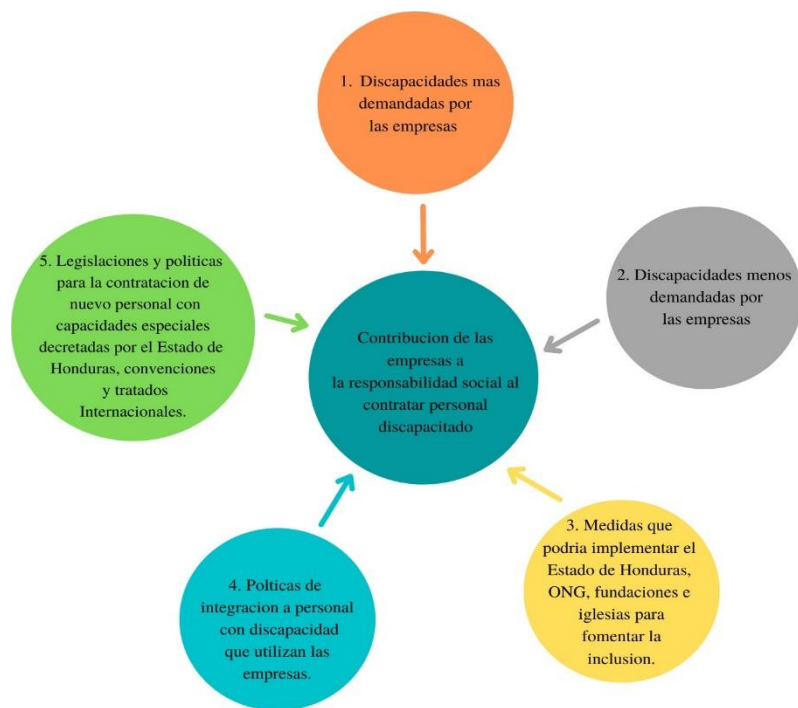 1. Discapacidades mas
demandadas por
las empresas
2. Discapacidades menos
demandadas por
las empresas
3. Medidas que
podria implementar el
Estado de Honduras,
ONG, fundaciones e
iglesias para
fomentar la
inclusion.
4. Polticas de
integracion a personal
con discapacidad
que utilizan las
empresas.
5. Legislaciones y politicas
para la contratacion de
nuevo personal con
capacidades especiales
decretadas por el Estado de
Honduras, convenciones
y tratados
Internacionales.
Contribucion de las
empresas a
la responsabilidad social al
contratar personal
discapacitado